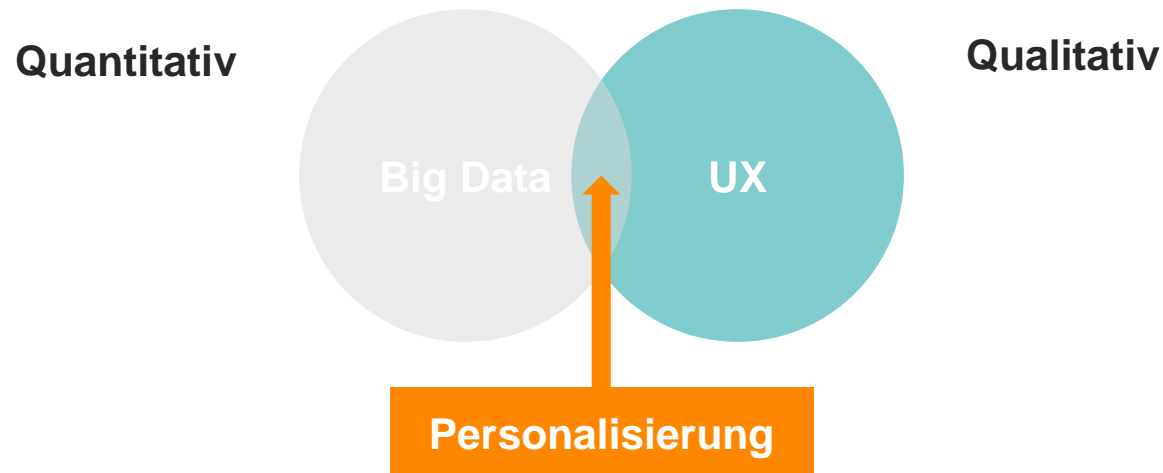 Quantitativ
Qualitativ
Big Data
UX
Personalisierung